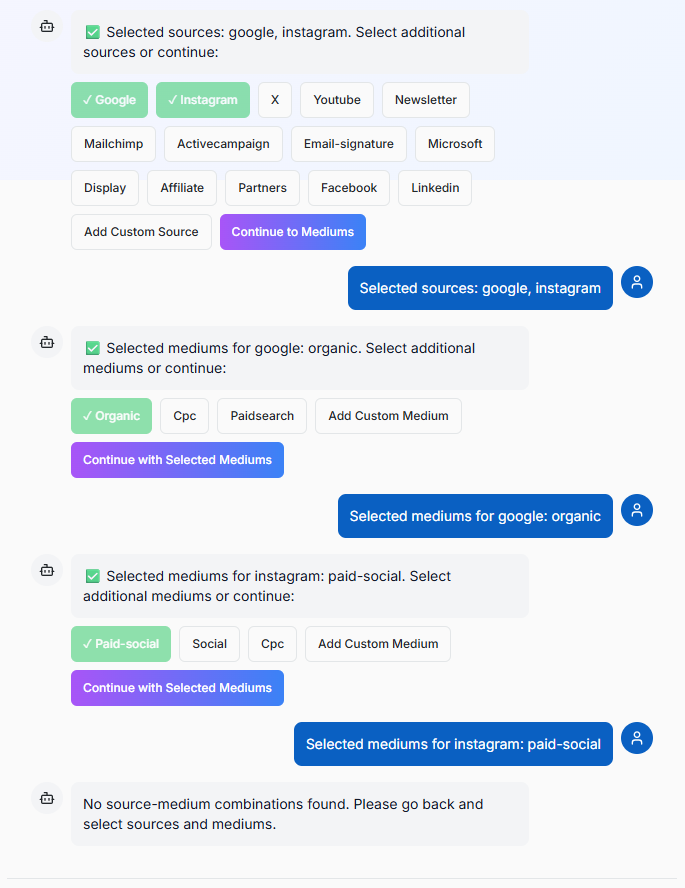 ✅ Selected sources: google, instagram. Select additional
sources or continue:
✓ Google ✓ Instagram X Youtube Newsletter
Mailchimp Activecampaign Email-signature Microsoft
Display Affiliate Partners Facebook Linkedin
Add Custom Source Continue to Mediums
Selected sources: google, instagram
✅ Selected mediums for google: organic. Select additional
mediums or continue:
✓ Organic Cpc Paidsearch Add Custom Medium
Continue with Selected Mediums
Selected mediums for google: organic
✅ Selected mediums for instagram: paid-social. Select
additional mediums or continue:
✓ Paid-social Social Cpc Add Custom Medium
Continue with Selected Mediums
Selected mediums for instagram: paid-social
No source-medium combinations found. Please go back and
select sources and mediums.